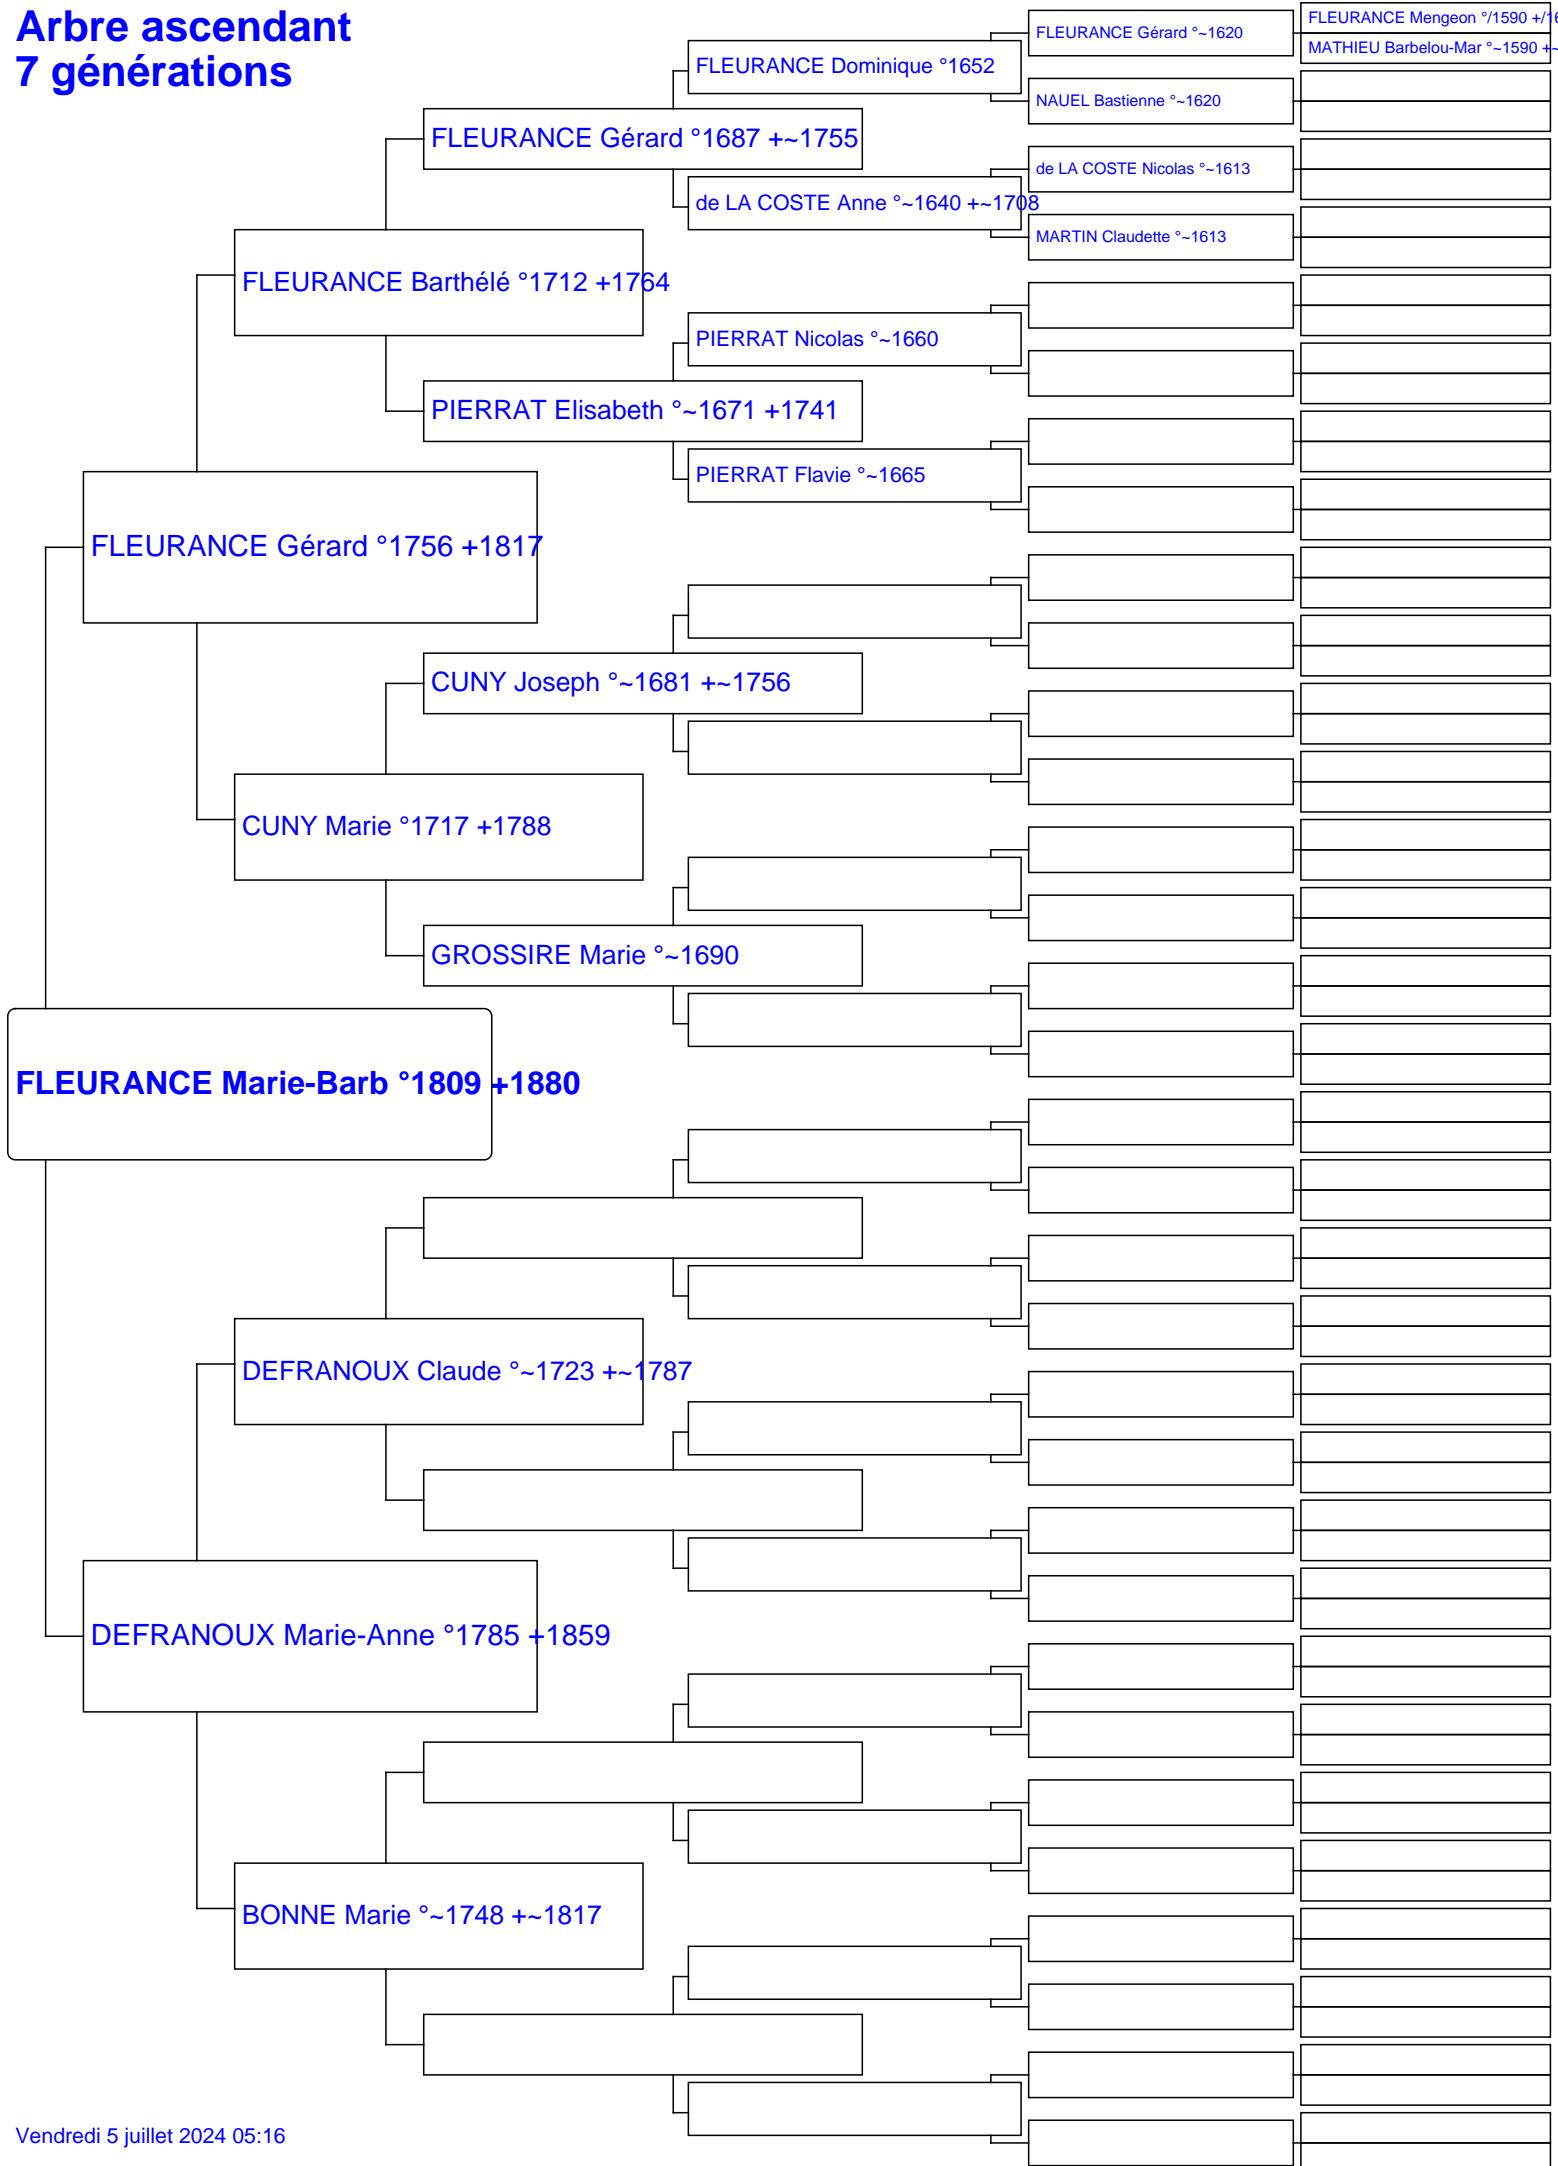 Arbre ascendant
7 générations
FLEURANCE Gérard °~1620
FLEURANCE Mengeon °/1590 +/16
MATHIEU Barbelou-Mar °~1590 +~
FLEURANCE Dominique °1652
NAUEL Bastienne °~1620
FLEURANCE Gérard °1687 +~1755
de LA COSTE Nicolas °~1613
de LA COSTE Anne °~1640 +~1708
MARTIN Claudette °~1613
FLEURANCE Barthélé °1712 +1764
PIERRAT Nicolas °~1660
PIERRAT Elisabeth °~1671 +1741
PIERRAT Flavie °~1665
FLEURANCE Gérard °1756 +1817
CUNY Joseph °~1681 +~1756
CUNY Marie °1717 +1788
GROSSIRE Marie °~1690
FLEURANCE Marie-Barb °1809 +1880
DEFRANOUX Claude °~1723 +~1787
DEFRANOUX Marie-Anne °1785 +1859
BONNE Marie °~1748 +~1817
Vendredi 5 juillet 2024 05:16